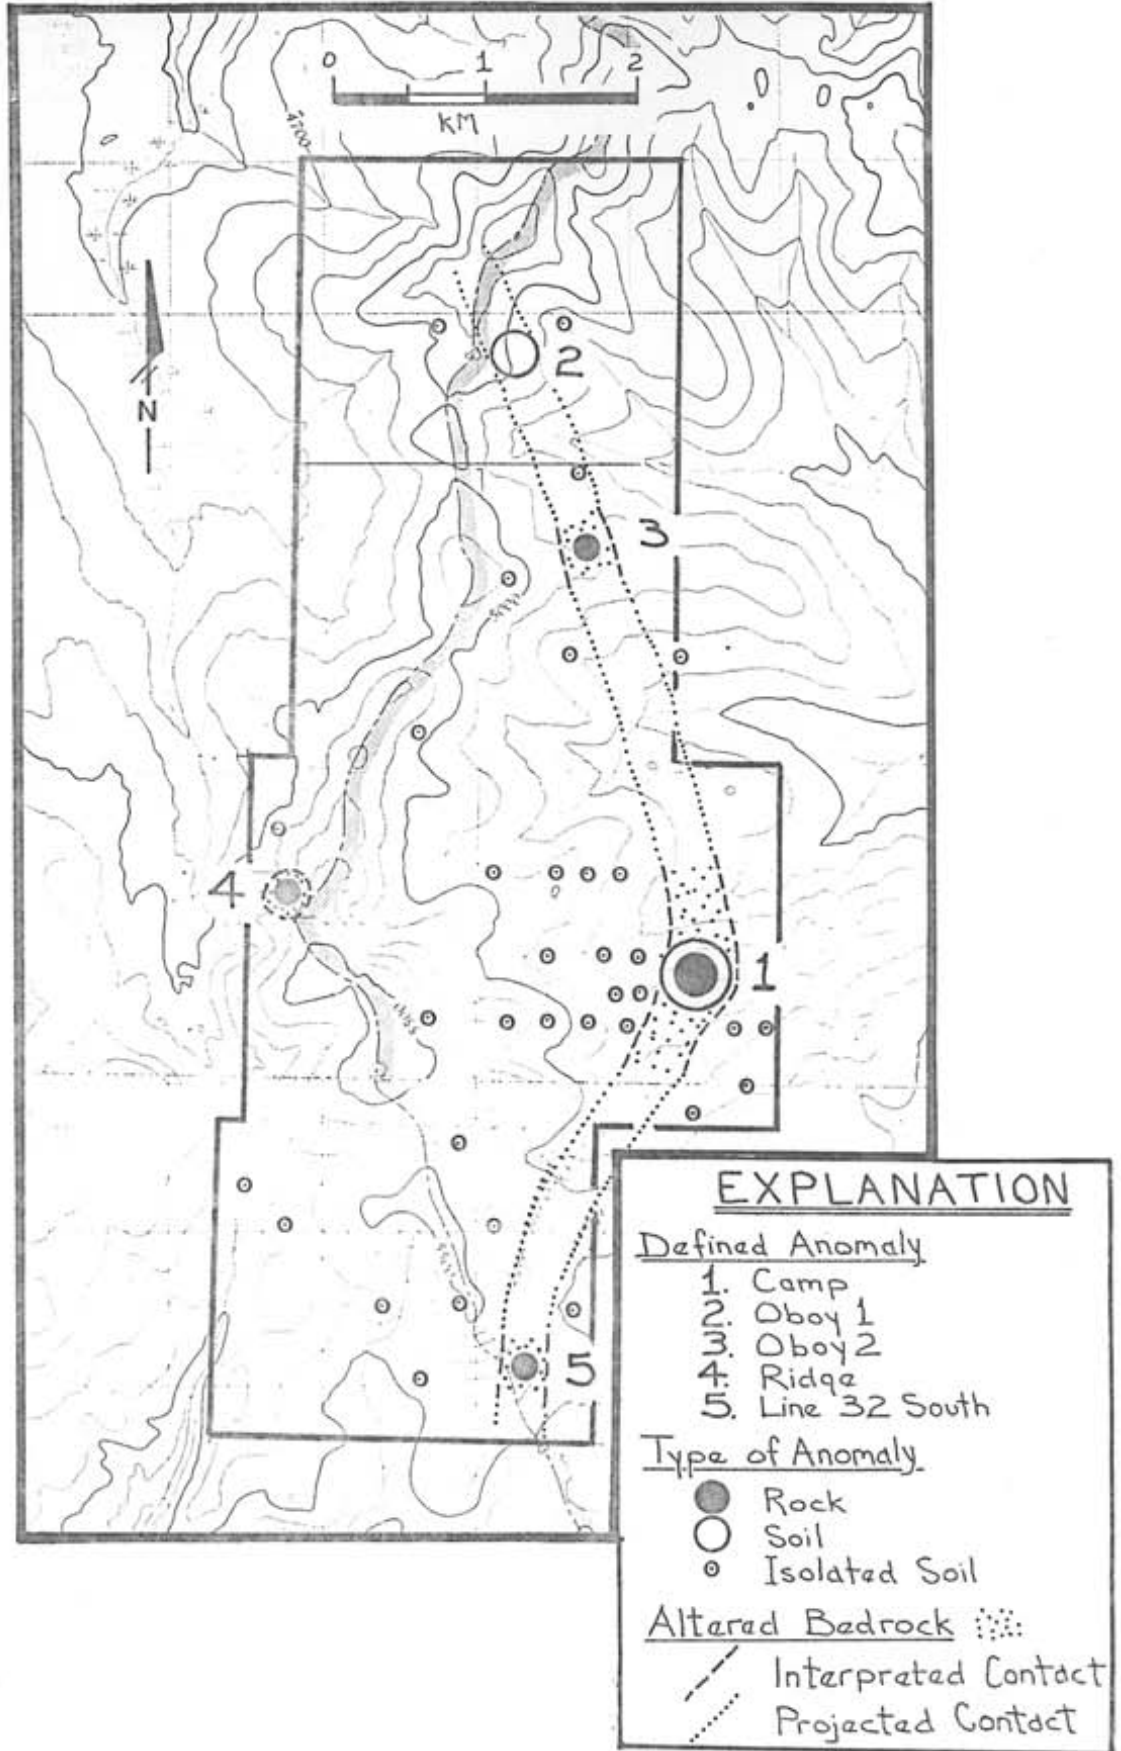 0 1 2
KM
4700
N
2
3
4
1
5
EXPLANATION
Defined Anomaly
1. Camp
2. Oboy 1
3. Oboy 2
4. Ridge
5. Line 32 South
Type of Anomaly
Rock
Soil
Isolated Soil
Altered Bedrock
Interpreted Contact
Projected Contact